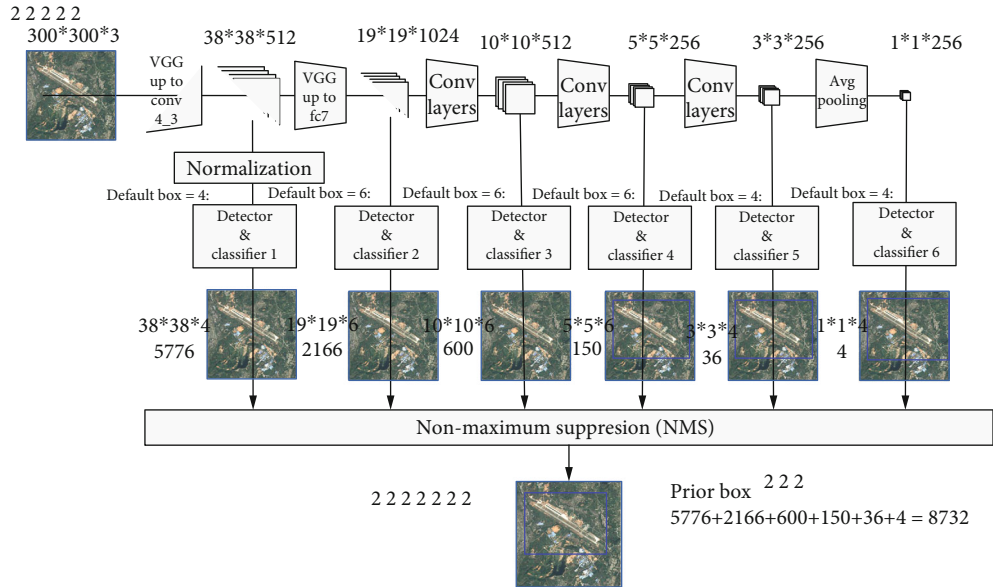 2 2 2 2 2
300*300*3
38*38*512
19*19*1024
10*10*512
5*5*256
3*3*256
1*1*256
VGG
up to
conv
4_3
VGG
up to
fc7
Conv
layers
Conv
layers
Conv
layers
Avg
pooling
Normalization
Default box = 4:
Default box = 6:
Default box = 6:
Default box = 6:
Default box = 4:
Default box = 4:
Detector
&
classifier 1
Detector
&
classifier 2
Detector
&
classifier 3
Detector
&
classifier 4
Detector
&
classifier 5
Detector
&
classifier 6
38*38*4
5776
19*19*6
2166
10*10*6
600
5*5*6
150
3*3*4
36
1*1*4
4
Non-maximum suppresion (NMS)
2 2 2 2 2 2 2
Prior box 2 2 2
5776+2166+600+150+36+4 = 8732